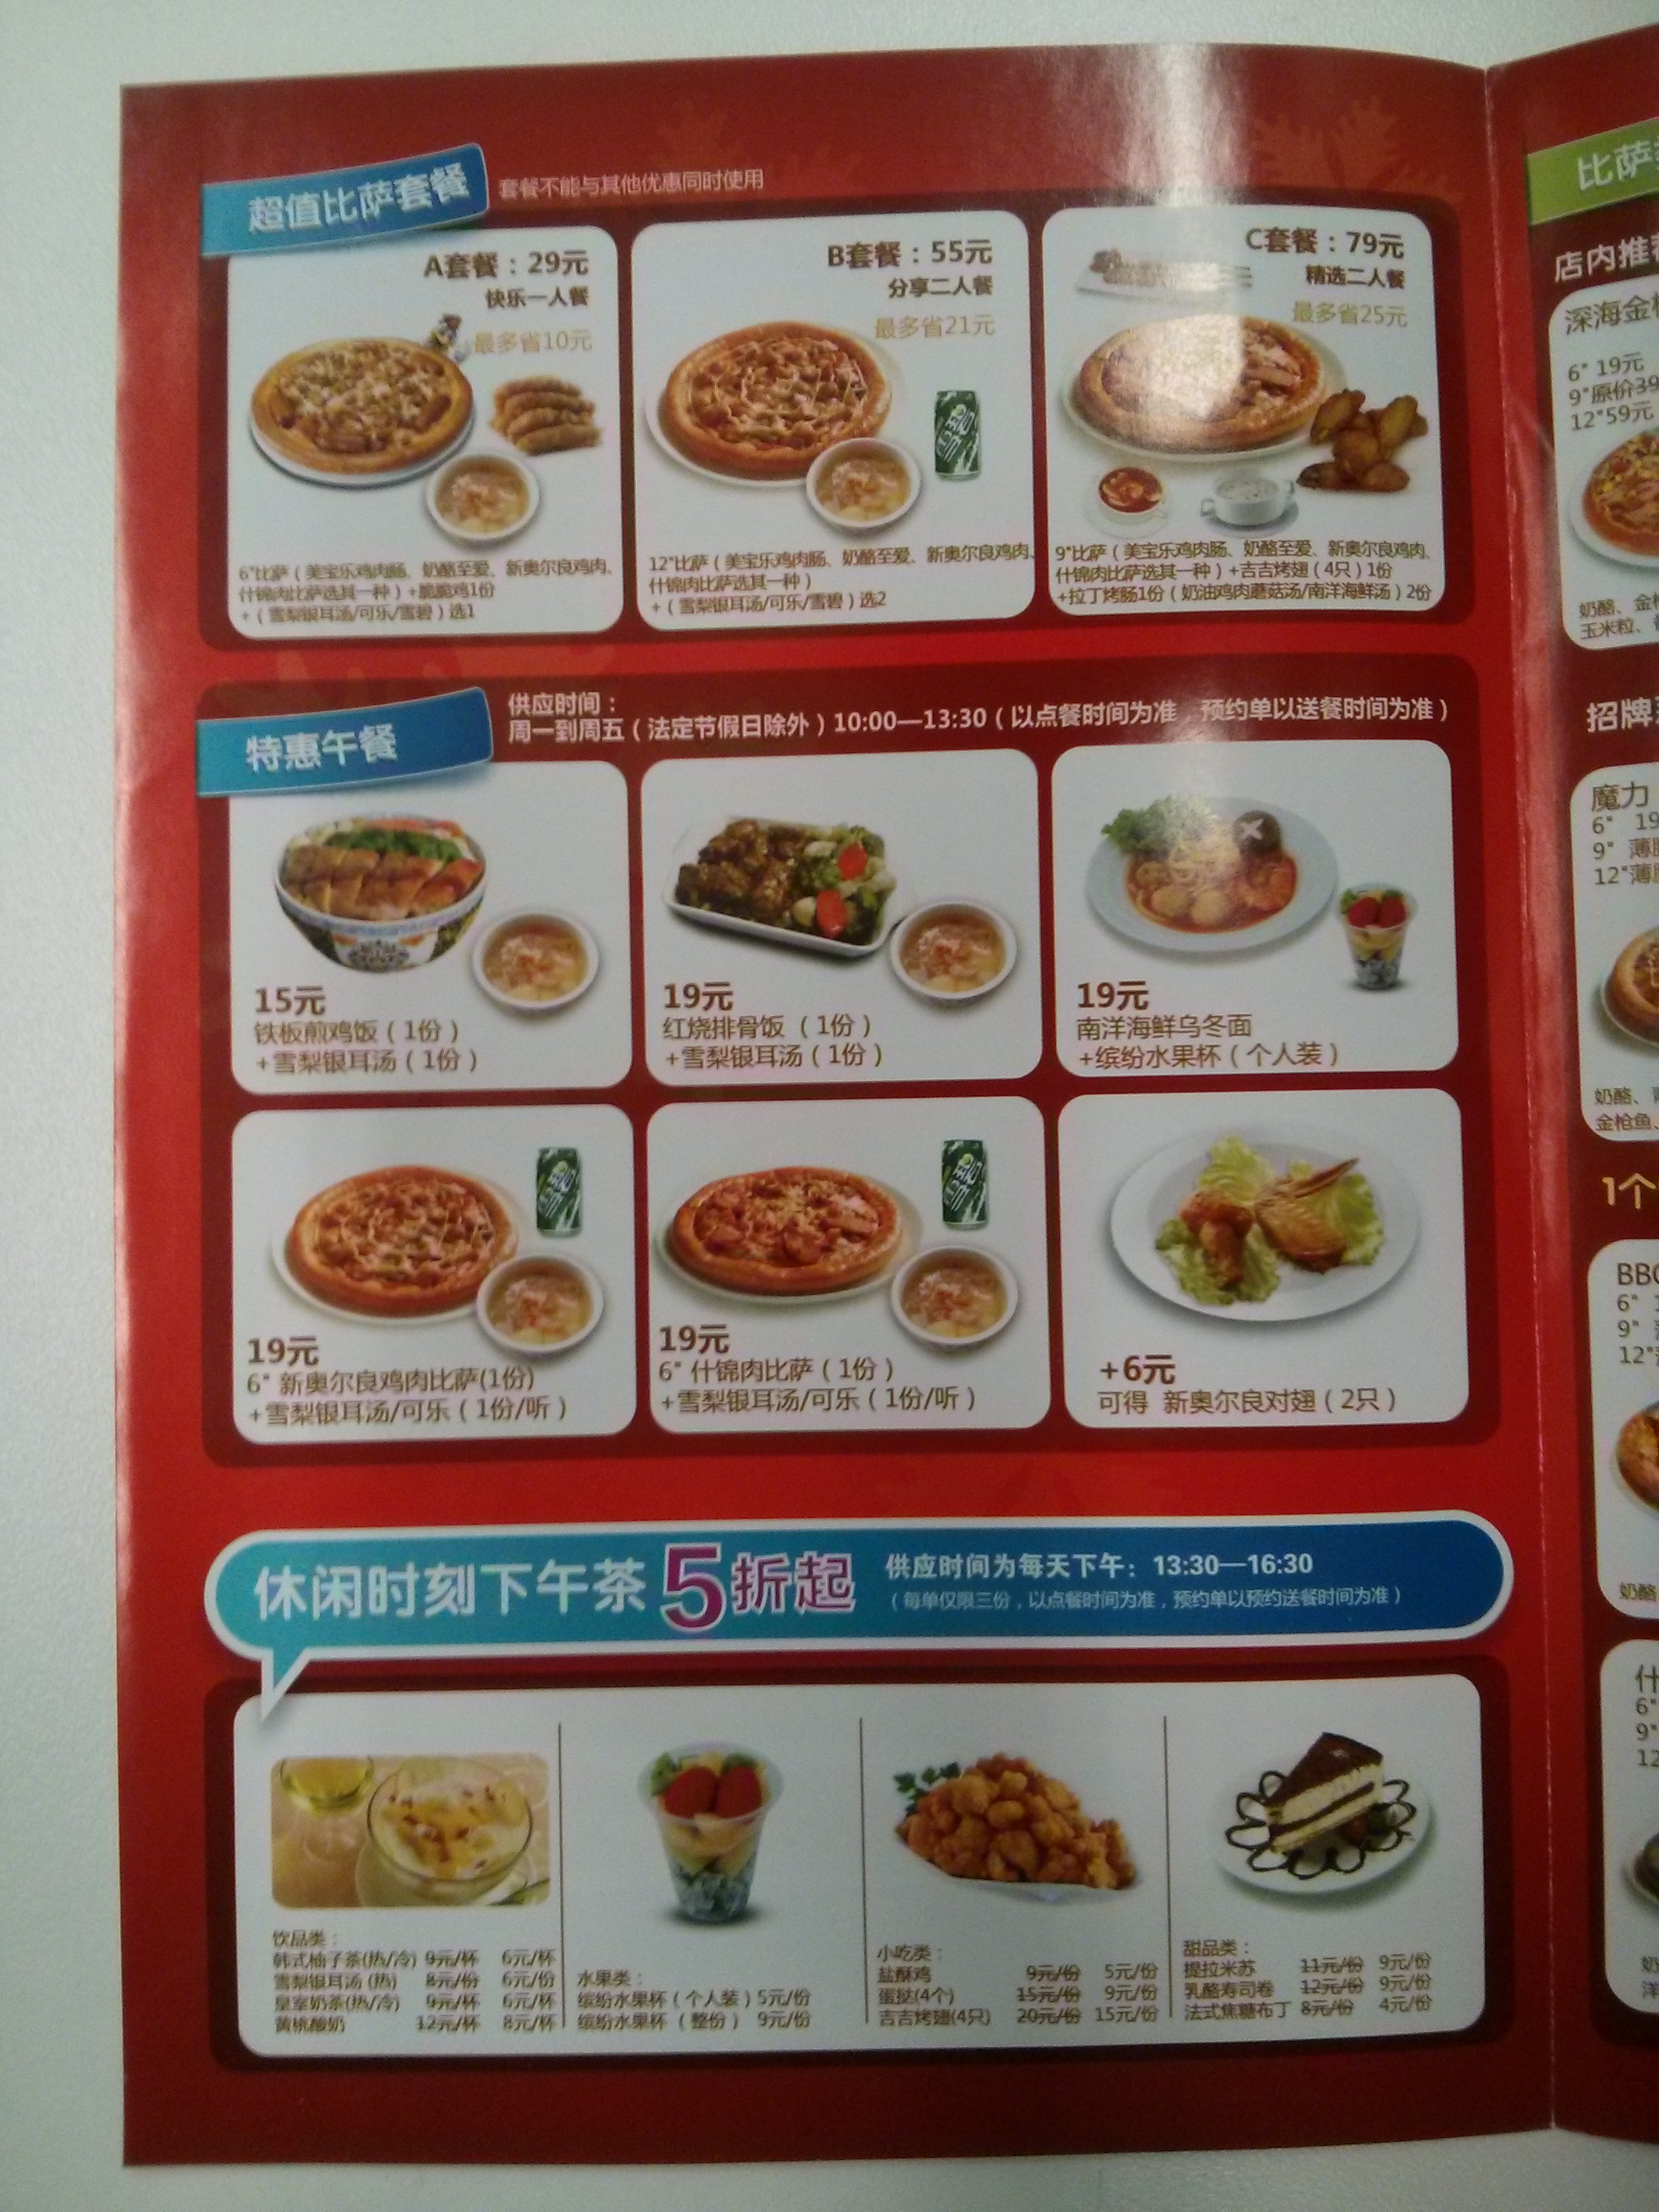 超值比萨套餐 套餐不能与其他优惠同时使用
A套餐：29元
快乐一人餐
最多省10元
6"比萨（美宝乐鸡肉肠、奶酪至爱、新奥尔良鸡肉、
什锦肉比萨选其一种）+脆脆鸡1份
+（雪梨银耳汤/可乐/雪碧）选1
B套餐：55元
分享二人餐
最多省21元
12"比萨（美宝乐鸡肉肠、奶酪至爱、新奥尔良鸡肉、
什锦肉比萨选其一种）
+（雪梨银耳汤/可乐/雪碧）选2
C套餐：79元
精选二人餐
最多省25元
9"比萨（美宝乐鸡肉肠、奶酪至爱、新奥尔良鸡肉、
什锦肉比萨选其一种）+吉吉烤翅（4只）1份
+拉丁烤肠1份（奶油鸡肉蘑菇汤/南洋海鲜汤）2份
特惠午餐
供应时间：
周一到周五（法定节假日除外）10:00—13:30（以点餐时间为准，预约单以送餐时间为准）
15元
铁板煎鸡饭（1份）
+雪梨银耳汤（1份）
19元
红烧排骨饭（1份）
+雪梨银耳汤（1份）
19元
南洋海鲜乌冬面
+缤纷水果杯（个人装）
19元
6" 新奥尔良鸡肉比萨(1份)
+雪梨银耳汤/可乐（1份/听）
19元
6" 什锦肉比萨（1份）
+雪梨银耳汤/可乐（1份/听）
+6元
可得 新奥尔良对翅（2只）
休闲时刻下午茶5折起
供应时间为每天下午：13:30—16:30
（每单仅限三份，以点餐时间为准，预约单以预约送餐时间为准）
饮品类：
韩式柚子茶(热/冷) 9元/杯 6元/杯
雪梨银耳汤(热) 8元/份 6元/份
皇室奶茶(热/冷) 9元/杯 6元/杯
黄桃酸奶 12元/杯 8元/杯
水果类：
缤纷水果杯（个人装）5元/份
缤纷水果杯（整份）9元/份
小吃类：
盐酥鸡 9元/份 5元/份
蛋挞(4个) 15元/份 9元/份
吉吉烤翅(4只) 20元/份 15元/份
甜品类：
提拉米苏 11元/份 9元/份
乳酪寿司卷 12元/份 9元/份
法式焦糖布丁 8元/份 4元/份
比萨
店内推
深海金
6" 19元
9"原价39
12"59元
奶酪、金
玉米粒、
招牌
魔力
6" 19
9" 薄
12"薄
奶酪、
金枪鱼、
1个
BB
6" 1
9"
12"
奶酪
什
6"
9"
12